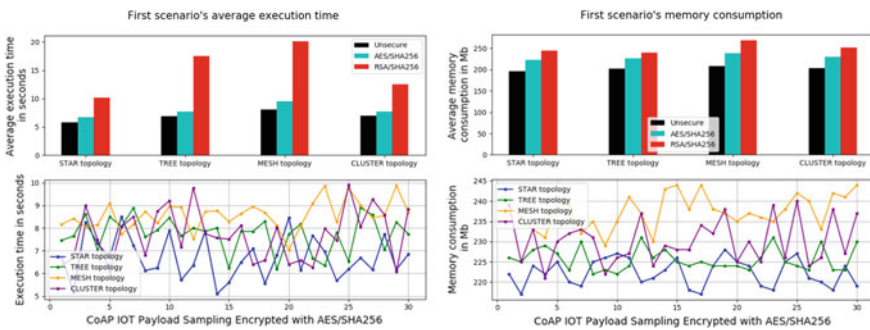 First scenario's average execution time
Average execution time
in seconds
20
15
10
5
0
Unsecure
AES/SHA256
RSA/SHA256
STAR topology
TREE topology
MESH topology
CLUSTER topology
Execution time in seconds
10
9
8
7
6
5
STAR topology
TREE topology
MESH topology
CLUSTER topology
0
5
10
15
20
25
30
CoAP IOT Payload Sampling Encrypted with AES/SHA256
First scenario's memory consumption
Average memory
consumption in Mb
250
200
150
100
50
0
Unsecure
AES/SHA256
RSA/SHA256
STAR topology
TREE topology
MESH topology
CLUSTER topology
Memory consumption
in Mb
245
240
235
230
225
220
STAR topology
TREE topology
MESH topology
CLUSTER topology
0
5
10
15
20
25
30
CoAP IOT Payload Sampling Encrypted with AES/SHA256